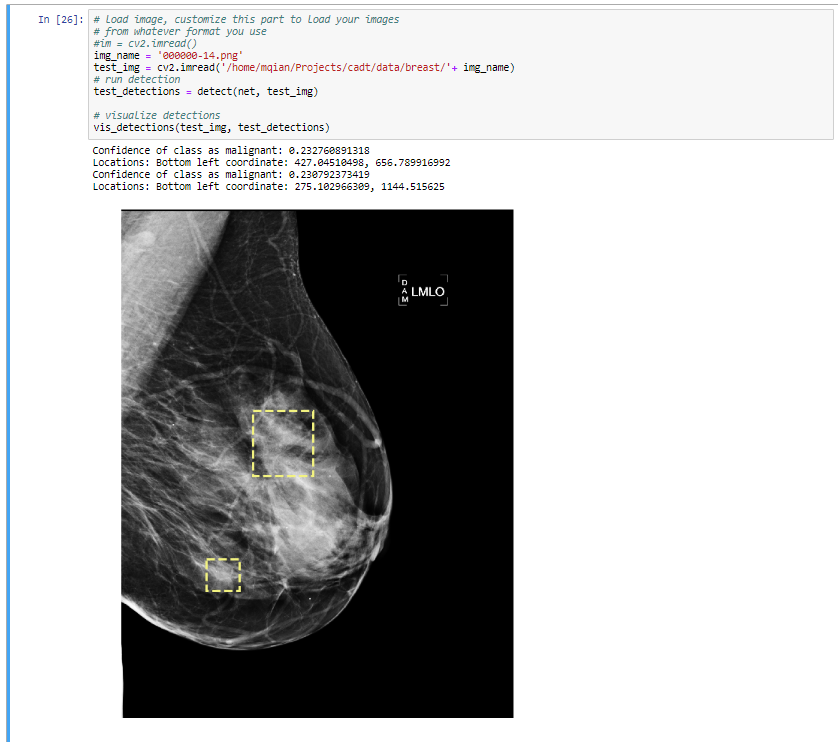 In [26]: # load image, customize this part to load your images
# from whatever format you use
#im = cv2.imread()
img_name = '000000-14.png'
test_img = cv2.imread('/home/mqian/Projects/cadt/data/breast/'+ img_name)
# run detection
test_detections = detect(net, test_img)
# visualize detections
vis_detections(test_img, test_detections)
Confidence of class as malignant: 0.232760891318
Locations: Bottom left coordinate: 427.04510498, 656.789916992
Confidence of class as malignant: 0.230792373419
Locations: Bottom left coordinate: 275.102966309, 1144.515625
DAM
LMLO